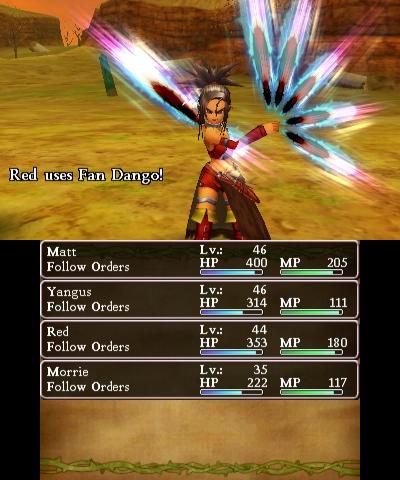 Red uses Fan Dango!
Matt Lv.: 46
Follow Orders HP 400 MP 205
Yangus Lv.: 46
Follow Orders HP 314 MP 111
Red Lv.: 44
Follow Orders HP 353 MP 180
Morrie Lv.: 35
Follow Orders HP 222 MP 117